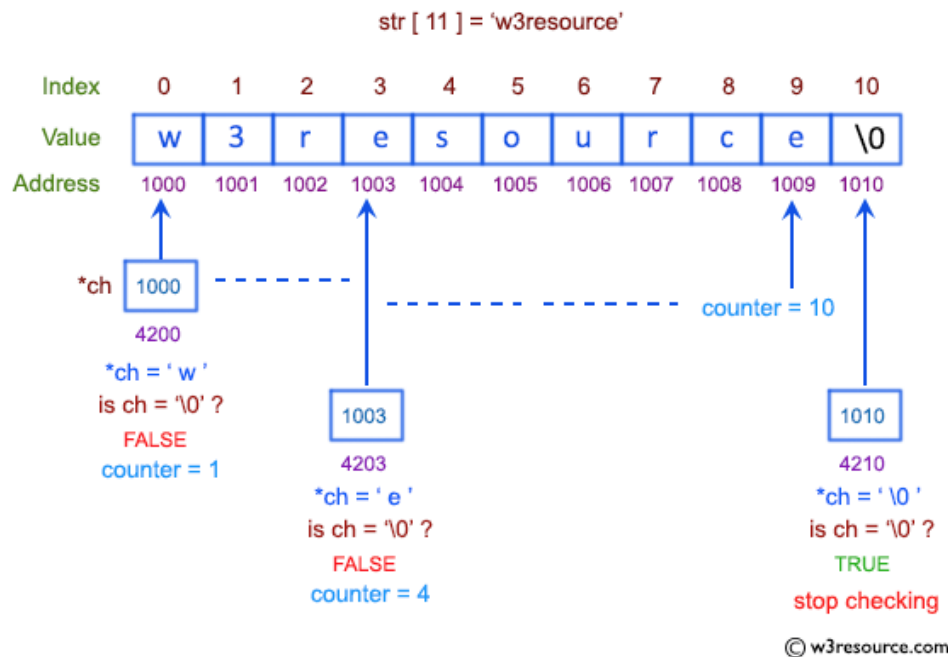 str [ 11 ] = ‘w3resource’
Index 0 1 2 3 4 5 6 7 8 9 10
Value w 3 r e s o u r c e \0
Address 1000 1001 1002 1003 1004 1005 1006 1007 1008 1009 1010
*ch 1000
counter = 10
4200
*ch = ‘ w ’
is ch = ‘\0’ ?
FALSE
counter = 1
1003
4203
*ch = ‘ e ’
is ch = ‘\0’ ?
FALSE
counter = 4
1010
4210
*ch = ‘ \0 ’
is ch = ‘\0’ ?
TRUE
stop checking
© w3resource.com